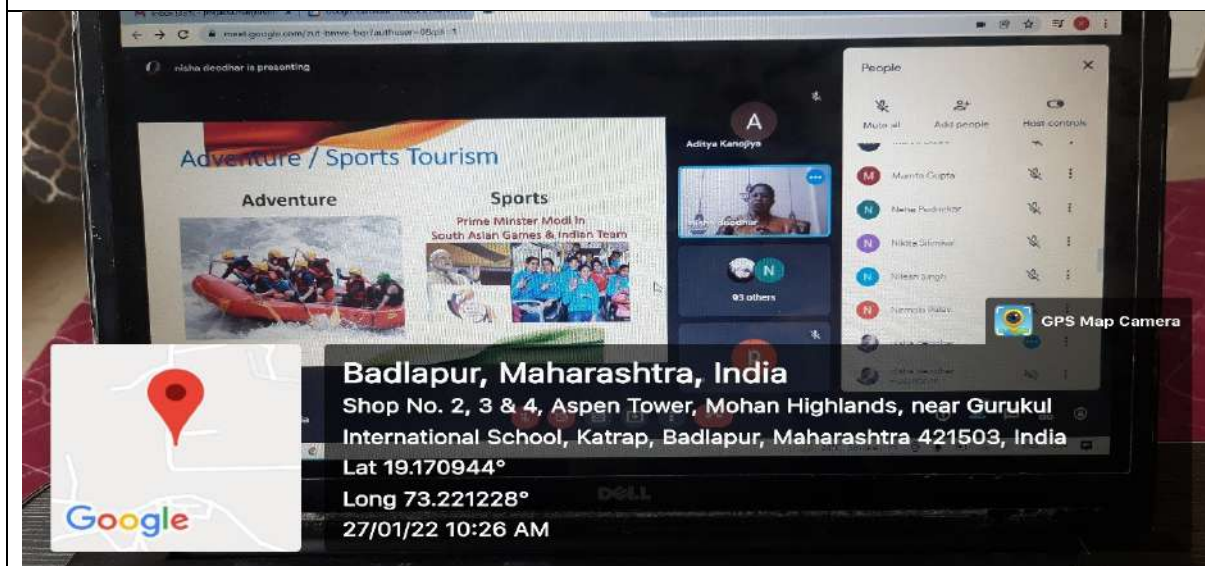 nisha deodhar is presenting
Adventure / Sports Tourism
Adventure
Sports
Prime Minster Modi in
South Asian Games & Indian Team
A
Aditya Kanojiya
nisha deodhar
N
93 others
People
Mute all
Add people
Host controls
M Mamta Gupta
N
N
N Nilesh Singh
N
GPS Map Camera
Badlapur, Maharashtra, India
Shop No. 2, 3 & 4, Aspen Tower, Mohan Highlands, near Gurukul
International School, Katrap, Badlapur, Maharashtra 421503, India
Lat 19.170944°
Long 73.221228°
27/01/22 10:26 AM
Google
DELL